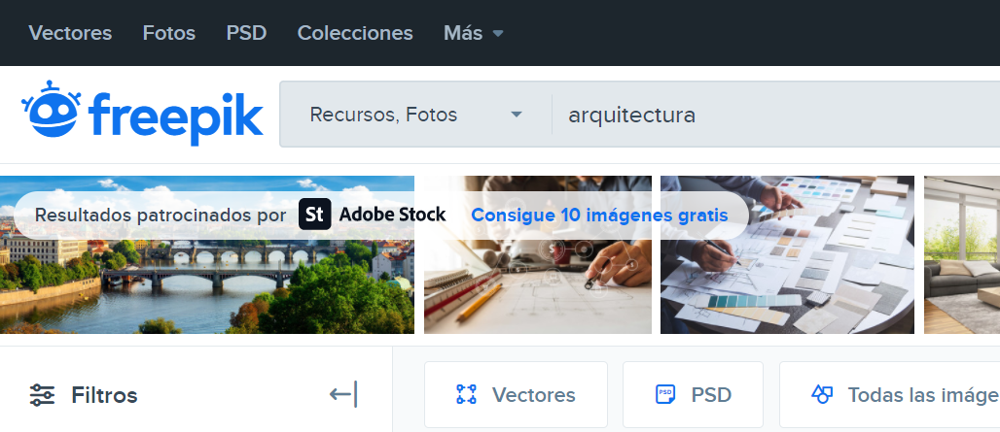 Vectores Fotos PSD Colecciones Más
freepik Recursos, Fotos arquitectura
Resultados patrocinados por St Adobe Stock Consigue 10 imágenes gratis
Filtros Vectores PSD PSD Todas las imáge